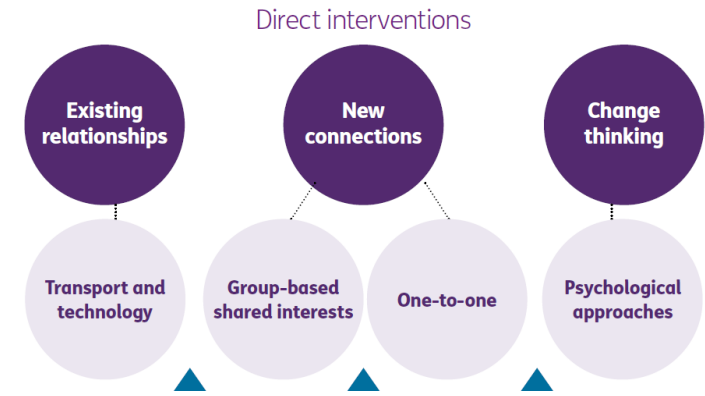 Direct interventions
Existing
relationships
New
connections
Change
thinking
Transport and
technology
Group-based
shared interests
One-to-one
Psychological
approaches